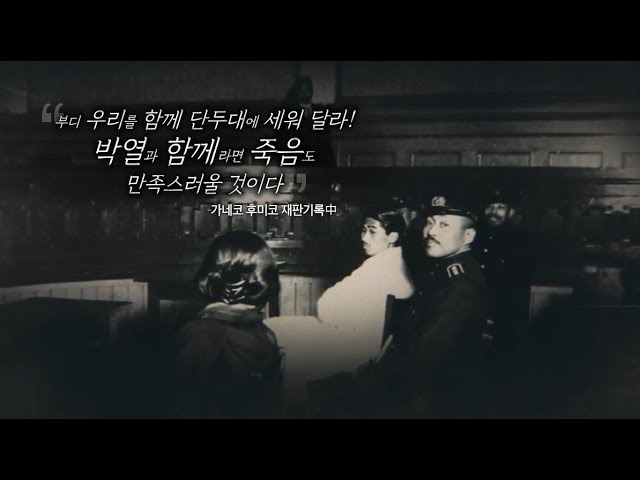 “부디 우리를 함께 단두대에 세워 달라!
박열과 함께라면 죽음도
만족스러울 것이다”
가네코 후미코 재판기록中